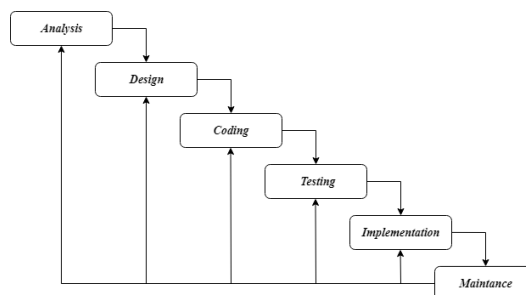 Analysis
Design
Coding
Testing
Implementation
Maintance